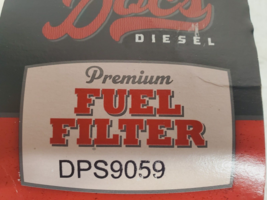 Docs
DIESEL
Premium
FUEL
FILTER
DPS9059